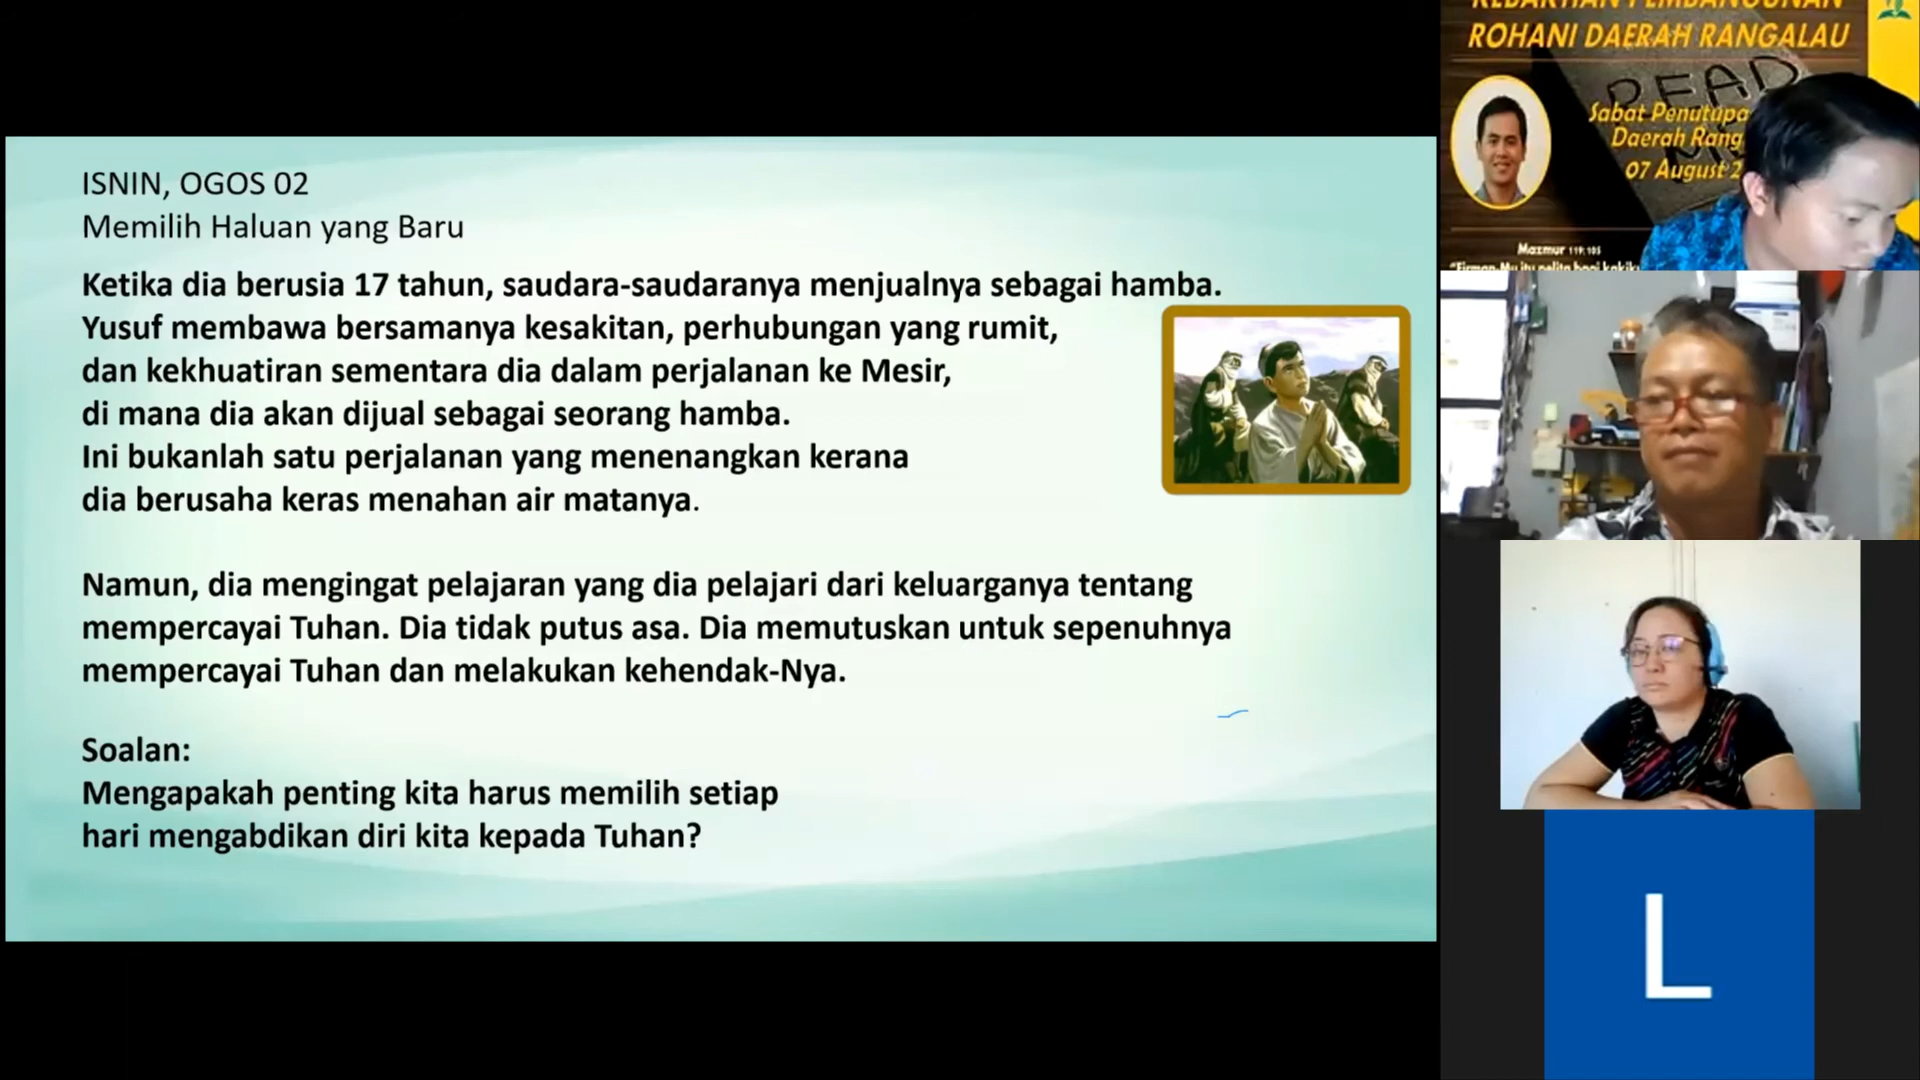 ISNIN, OGOS 02
Memilih Haluan yang Baru
Ketika dia berusia 17 tahun, saudara-saudaranya menjualnya sebagai hamba.
Yusuf membawa bersamanya kesakitan, perhubungan yang rumit,
dan kekhuatiran sementara dia dalam perjalanan ke Mesir,
di mana dia akan dijual sebagai seorang hamba.
Ini bukanlah satu perjalanan yang menenangkan kerana
dia berusaha keras menahan air matanya.
Namun, dia mengingat pelajaran yang dia pelajari dari keluarganya tentang
mempercayai Tuhan. Dia tidak putus asa. Dia memutuskan untuk sepenuhnya
mempercayai Tuhan dan melakukan kehendak-Nya.
Soalan:
Mengapakah penting kita harus memilih setiap
hari mengabdikan diri kita kepada Tuhan?
ROHANI DAERAH RANGALAU
READ
Sabat Penutupa
Daerah Rang
07 August 2
Mazmur 119:105
L